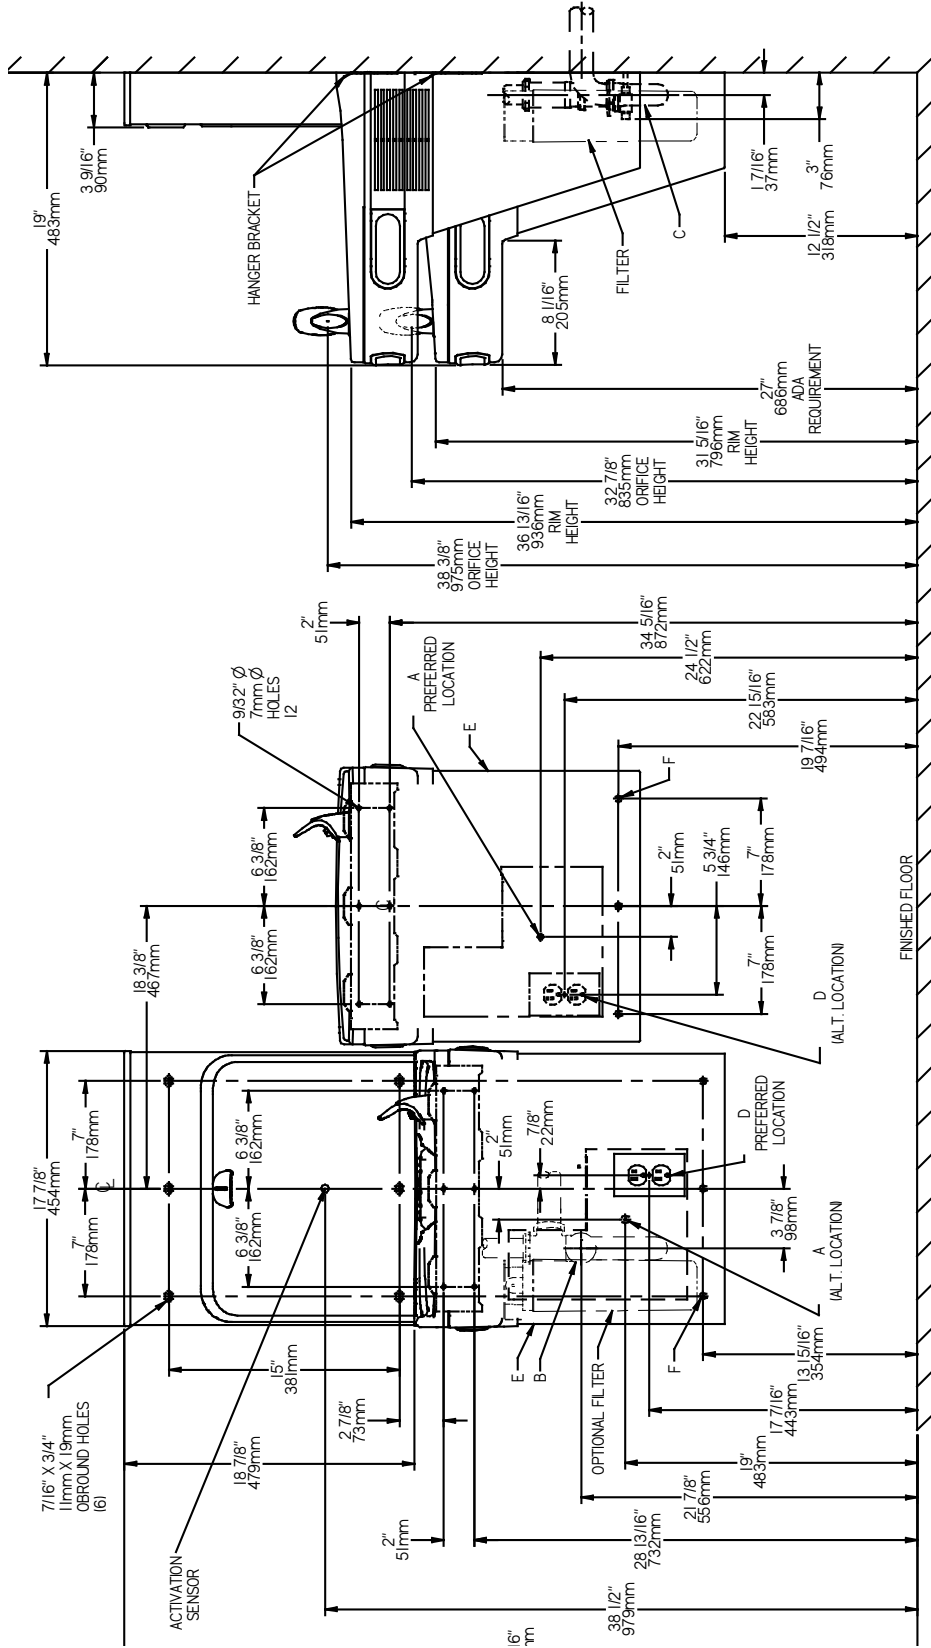 7/16" X 3/4"
11mm X 19mm
OBROUND HOLES
(6)
ACTIVATION
SENSOR
17 7/8"
454mm
7"
178mm
7"
178mm
℄
18 3/8"
467mm
15"
381mm
18 7/8"
479mm
2 7/8"
73mm
2"
51mm
6 3/8"
162mm
6 3/8"
162mm
2"
51mm
7/8"
22mm
E
B
OPTIONAL FILTER
F
D
PREFERRED
LOCATION
3 7/8"
98mm
A
(ALT. LOCATION)
13 15/16"
354mm
17 7/16"
443mm
19"
483mm
21 7/8"
556mm
28 13/16"
732mm
38 1/2"
979mm
9/32" Ø
7mm Ø
HOLES
12
2"
51mm
6 3/8"
162mm
6 3/8"
162mm
℄
A
PREFERRED
LOCATION
E
F
2"
51mm
5 3/4"
146mm
7"
178mm
7"
178mm
D
(ALT. LOCATION)
34 5/16"
872mm
24 1/2"
622mm
22 15/16"
583mm
19 7/16"
494mm
FINISHED FLOOR
19"
483mm
3 9/16"
90mm
HANGER BRACKET
8 1/16"
205mm
FILTER
C
1 7/16"
37mm
3"
76mm
12 1/2"
318mm
27"
686mm
ADA
REQUIREMENT
31 5/16"
796mm
RIM
HEIGHT
32 7/8"
835mm
ORIFICE
HEIGHT
36 13/16"
936mm
RIM
HEIGHT
38 3/8"
975mm
ORIFICE
HEIGHT